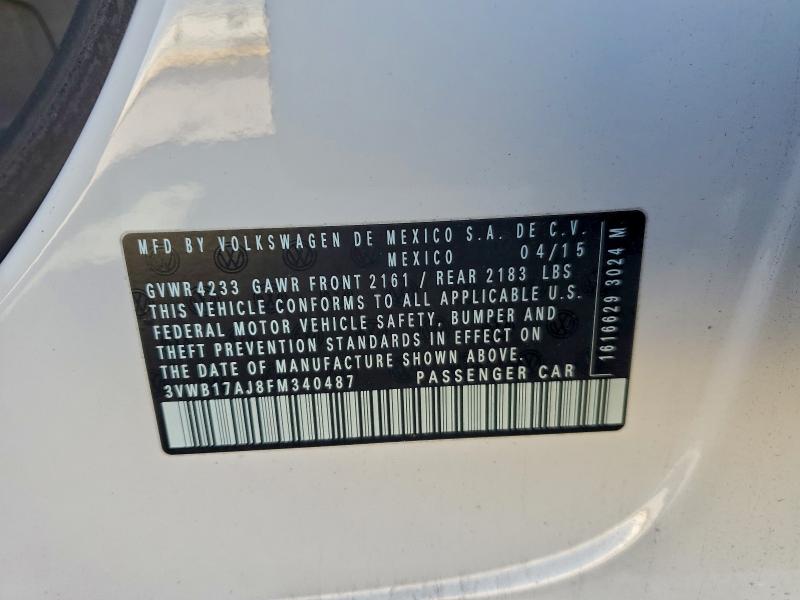 MFD BY VOLKSWAGEN DE MEXICO S.A. DE C.V.
MEXICO 04/15
GVWR4233 GAWR FRONT 2161 / REAR 2183 LBS
THIS VEHICLE CONFORMS TO ALL APPLICABLE U.S.
FEDERAL MOTOR VEHICLE SAFETY, BUMPER AND
THEFT PREVENTION STANDARDS IN EFFECT ON
THE DATE OF MANUFACTURE SHOWN ABOVE.
3VWB17AJ8FM340487 PASSENGER CAR
1616629 3024 M